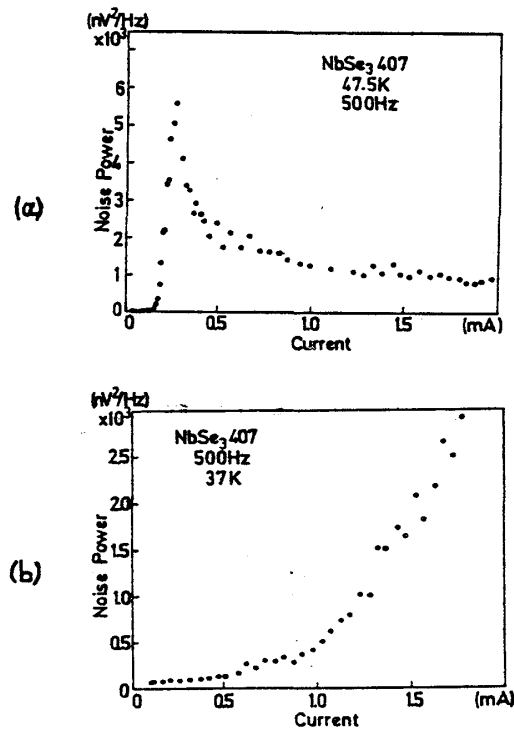 (nV²/Hz)
×10³
NbSe₃ 407
47.5K
500Hz
6
5
4
3
2
1
0
Noise Power
(a)
0
0.5
1.0
1.5
(mA)
Current
(nV²/Hz)
×10³
NbSe₃ 407
500Hz
37K
2.5
2.0
1.5
1.0
0.5
0
Noise Power
(b)
0
0.5
1.0
1.5
(mA)
Current